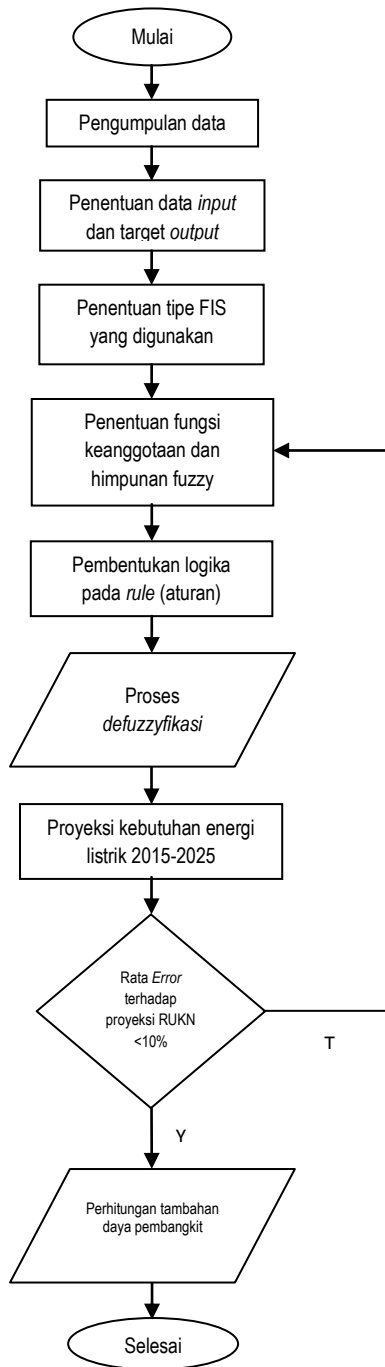 Mulai
Pengumpulan data
Penentuan data input
dan target output
Penentuan tipe FIS
yang digunakan
Penentuan fungsi
keanggotaan dan
himpunan fuzzy
Pembentukan logika
pada rule (aturan)
Proses
defuzzyfikasi
Proyeksi kebutuhan energi
listrik 2015-2025
Rata Error
terhadap
proyeksi RUKN
<10%
T
Y
Perhitungan tambahan
daya pembangkit
Selesai